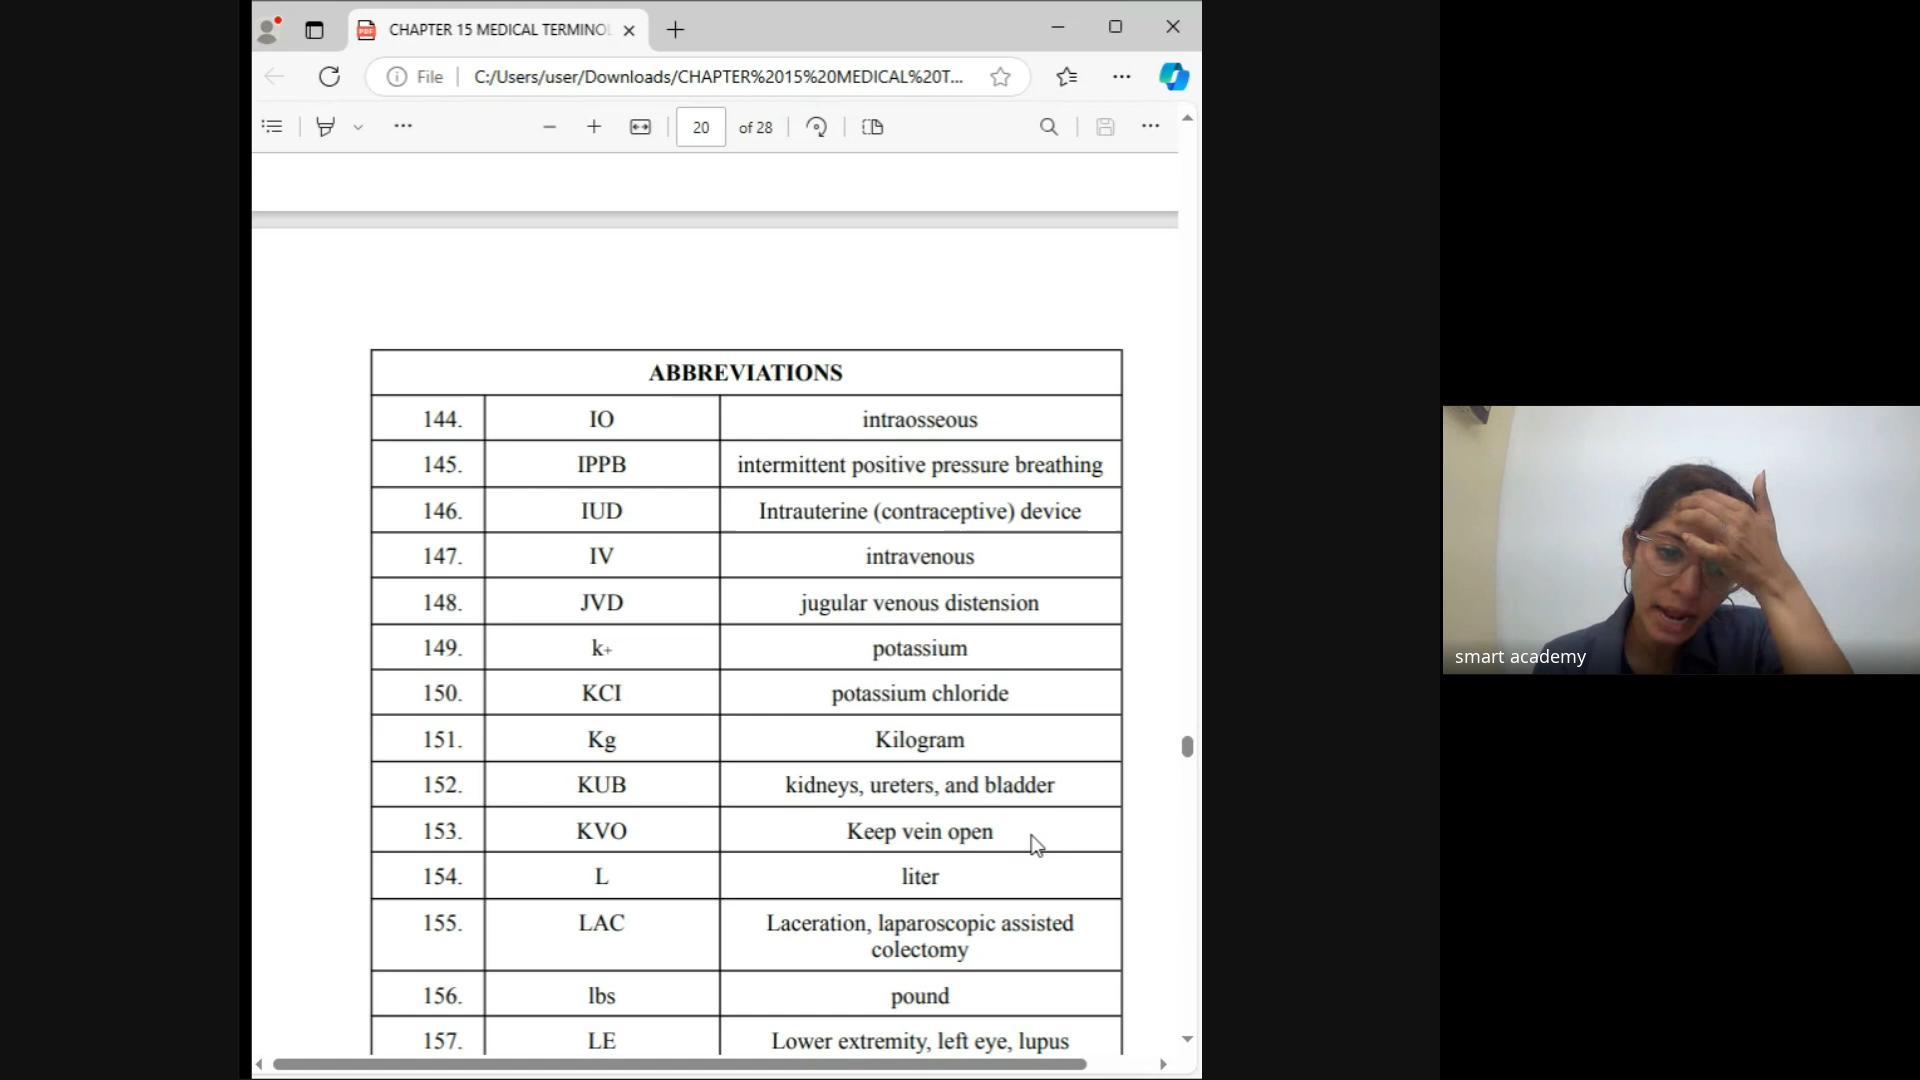 CHAPTER 15 MEDICAL TERMINOL
File
C:/Users/user/Downloads/CHAPTER%2015%20MEDICAL%20T...
20 of 28
ABBREVIATIONS
144. IO intraosseous
145. IPPB intermittent positive pressure breathing
146. IUD Intrauterine (contraceptive) device
147. IV intravenous
148. JVD jugular venous distension
149. k+ potassium
150. KCI potassium chloride
151. Kg Kilogram
152. KUB kidneys, ureters, and bladder
153. KVO Keep vein open
154. L liter
155. LAC Laceration, laparoscopic assisted
colectomy
156. lbs pound
157. LE Lower extremity, left eye, lupus
smart academy